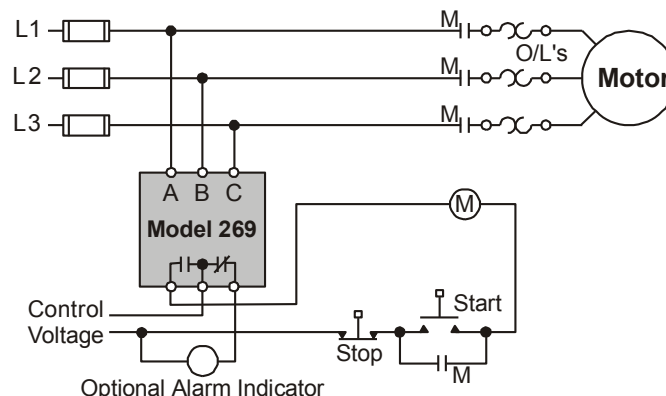 L1
M
O/L's
L2
M
Motor
L3
M
A B C
Model 269
M
Control
Voltage
Start
Stop
M
Optional Alarm Indicator